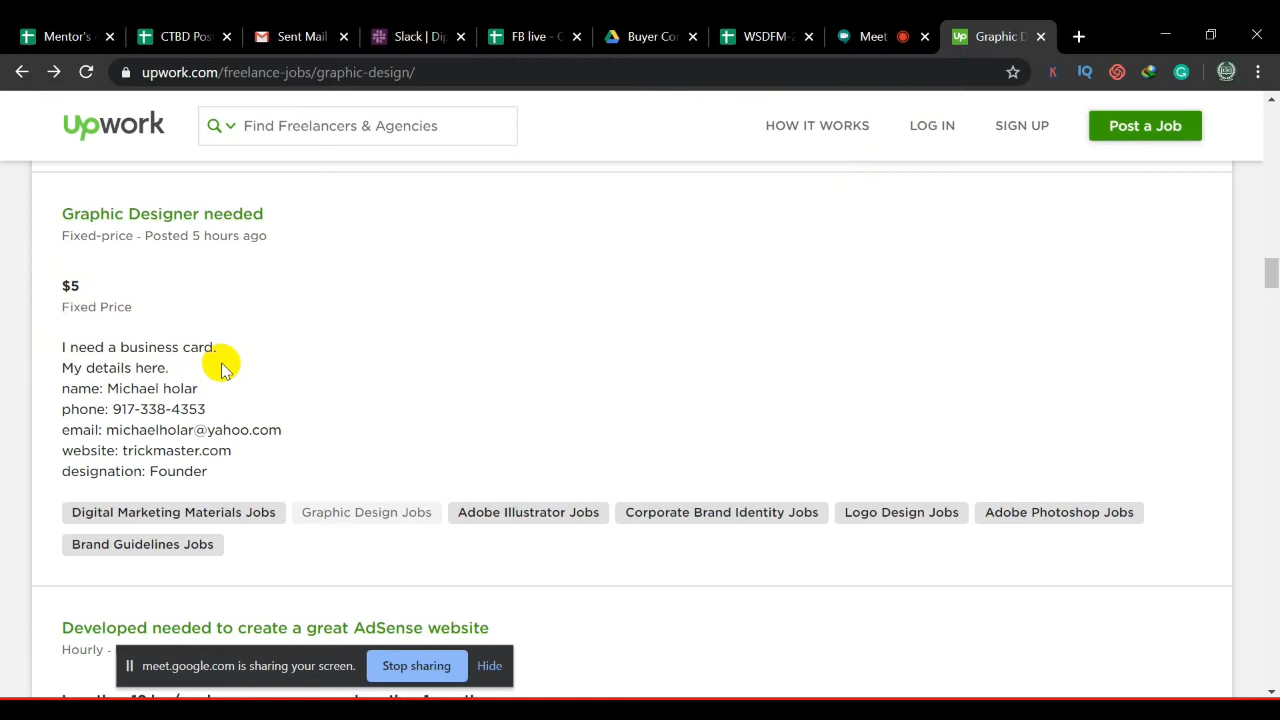 Mentor's
CTBD Pos
Sent Mail
Slack | Di
FB live - G
Buyer Co
WSDFM-
Meet
Graphic D
upwork.com/freelance-jobs/graphic-design/
upwork
Find Freelancers & Agencies
HOW IT WORKS
LOG IN
SIGN UP
Post a Job
Graphic Designer needed
Fixed-price - Posted 5 hours ago
$5
Fixed Price
I need a business card.
My details here.
name: Michael holar
phone: 917-338-4353
email: michaelholar@yahoo.com
website: trickmaster.com
designation: Founder
Digital Marketing Materials Jobs
Graphic Design Jobs
Adobe Illustrator Jobs
Corporate Brand Identity Jobs
Logo Design Jobs
Adobe Photoshop Jobs
Brand Guidelines Jobs
Developed needed to create a great AdSense website
Hourly -
meet.google.com is sharing your screen.
Stop sharing
Hide